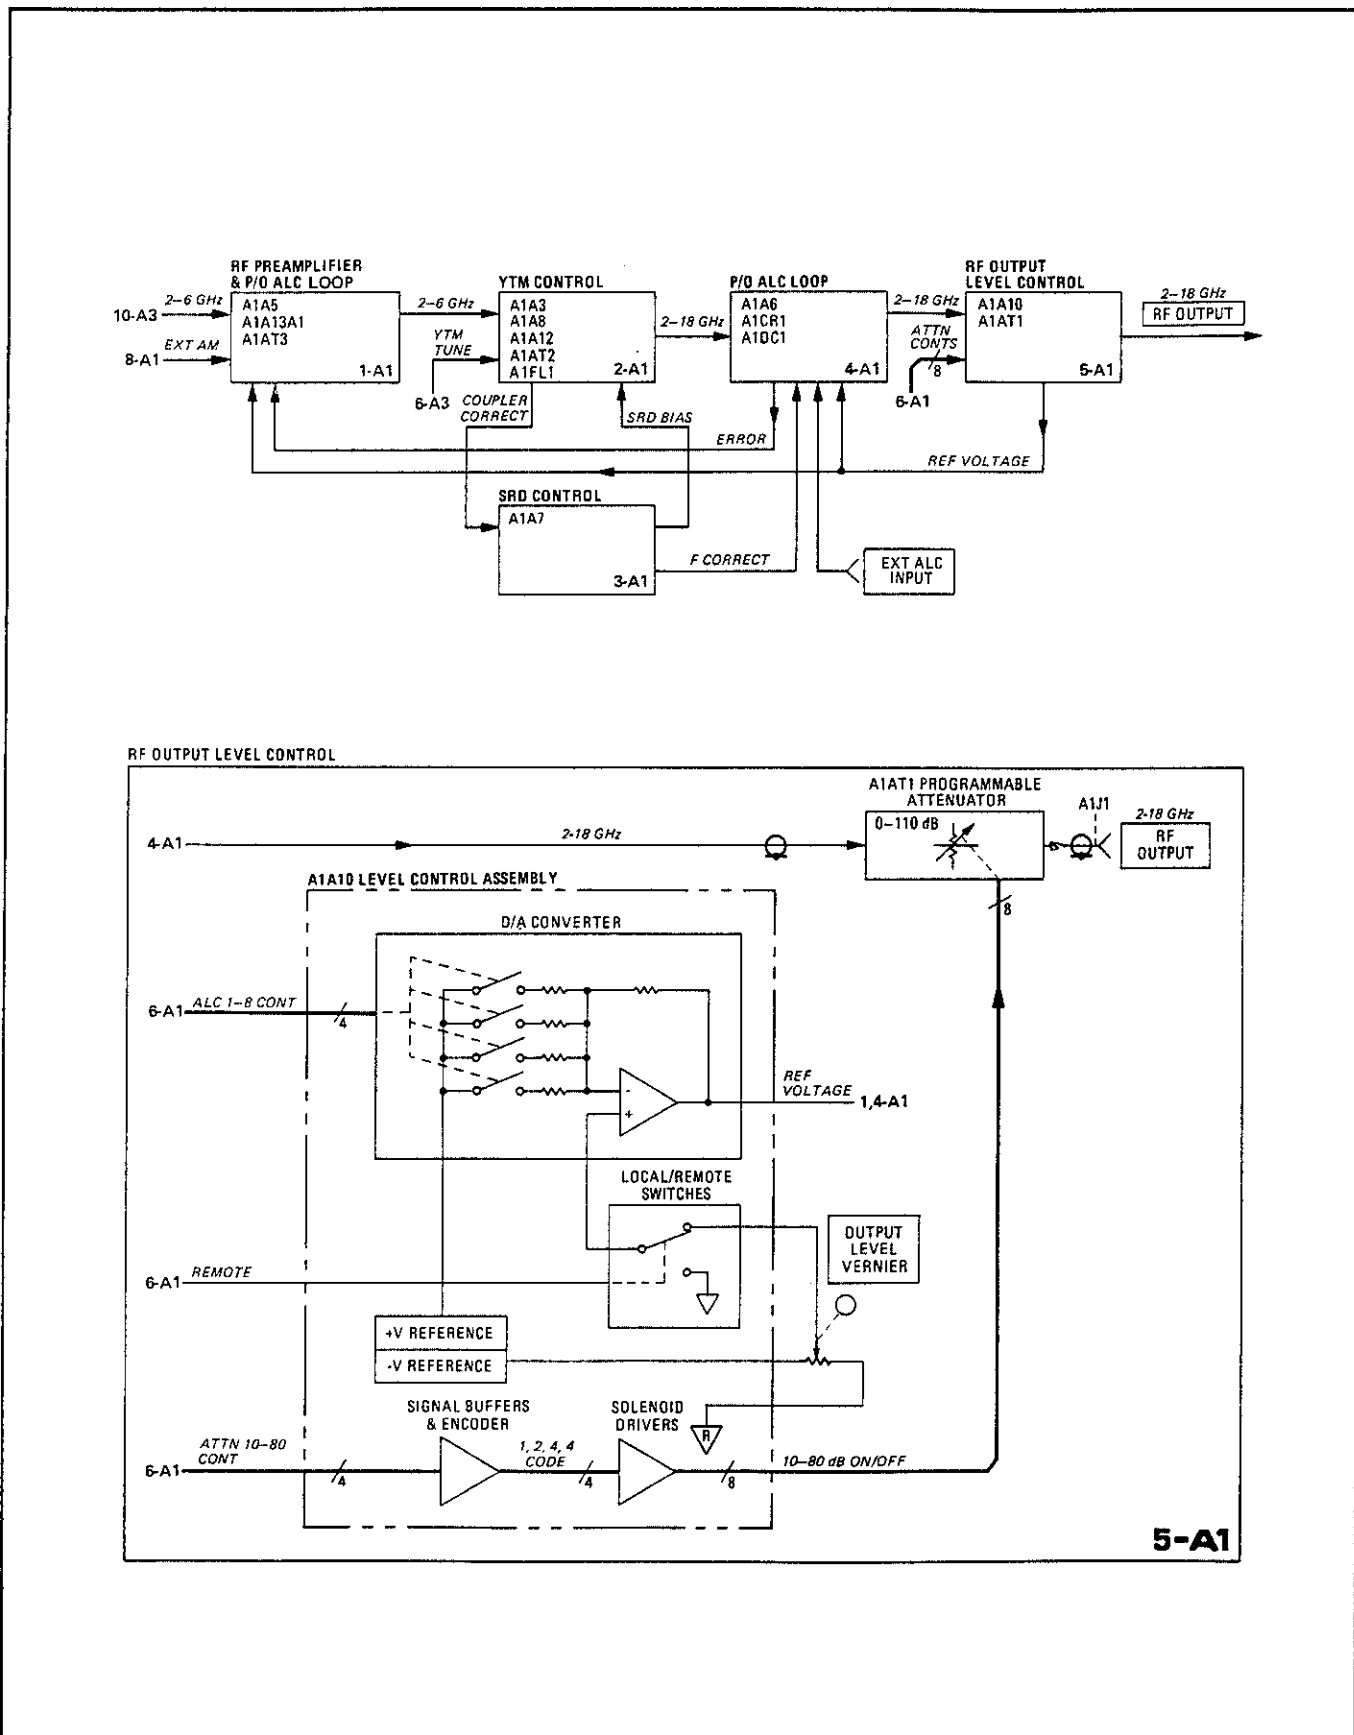 RF PREAMPLIFIER
& P/O ALC LOOP
10-A3
2–6 GHz
8-A1
EXT AM
A1A5
A1A13A1
A1AT3
1-A1
2–6 GHz
YTM
TUNE
6-A3
YTM CONTROL
A1A3
A1A8
A1A12
A1AT2
A1FL1
2-A1
2–18 GHz
P/O ALC LOOP
A1A6
A1CR1
A1DC1
4-A1
2–18 GHz
ATTN
CONTS
8
6-A1
RF OUTPUT
LEVEL CONTROL
A1A10
A1AT1
5-A1
2–18 GHz
RF OUTPUT
COUPLER
CORRECT
SRD BIAS
ERROR
REF VOLTAGE
SRD CONTROL
A1A7
3-A1
F CORRECT
EXT ALC
INPUT
RF OUTPUT LEVEL CONTROL
4-A1
2-18 GHz
A1AT1 PROGRAMMABLE
ATTENUATOR
0–110 dB
A1J1
2-18 GHz
RF
OUTPUT
8
A1A10 LEVEL CONTROL ASSEMBLY
D/A CONVERTER
6-A1
ALC 1–8 CONT
4
-
+
REF
VOLTAGE
1,4-A1
LOCAL/REMOTE
SWITCHES
OUTPUT
LEVEL
VERNIER
6-A1
REMOTE
+V REFERENCE
-V REFERENCE
R
SIGNAL BUFFERS
& ENCODER
SOLENOID
DRIVERS
6-A1
ATTN 10–80
CONT
4
1, 2, 4, 4
CODE
4
8
10–80 dB ON/OFF
5-A1